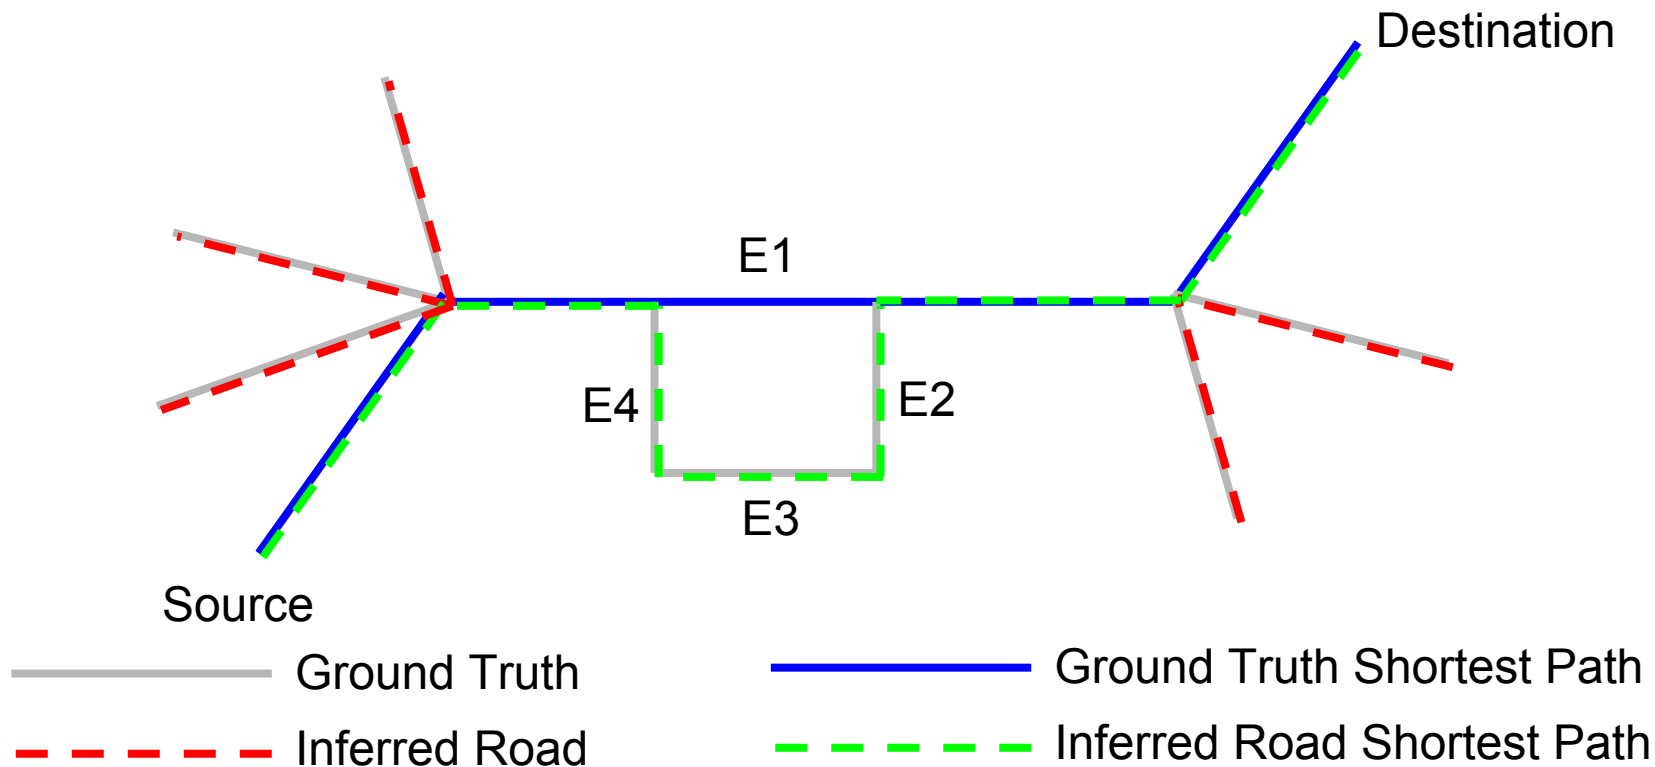 Destination
E1
E4
E2
E3
Source
Ground Truth
Ground Truth Shortest Path
Inferred Road
Inferred Road Shortest Path